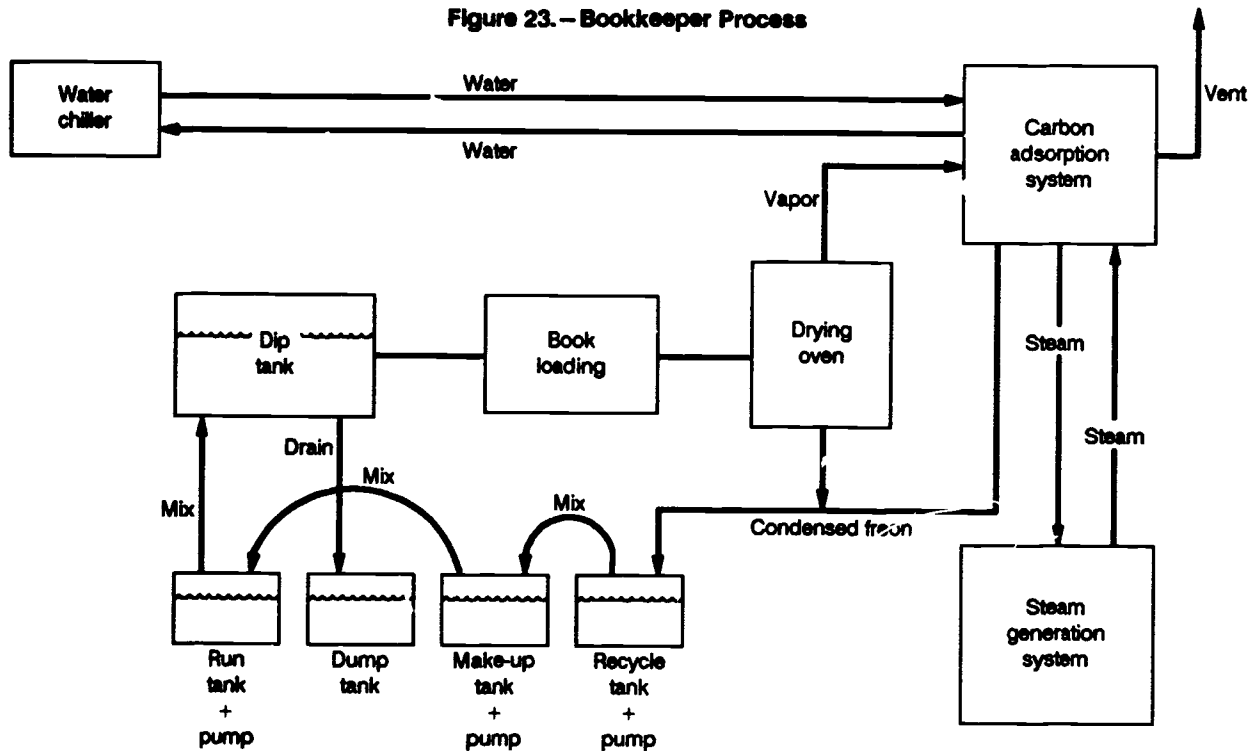 Figure 23.—Bookkeeper Process
Water
chiller
Water
Water
Carbon
adsorption
system
Vent
Vapor
Dip
tank
Book
loading
Drying
oven
Steam
Steam
Drain
Mix
Mix
Mix
Condensed freon
Run
tank
+
pump
Dump
tank
Make-up
tank
+
pump
Recycle
tank
+
pump
Steam
generation
system